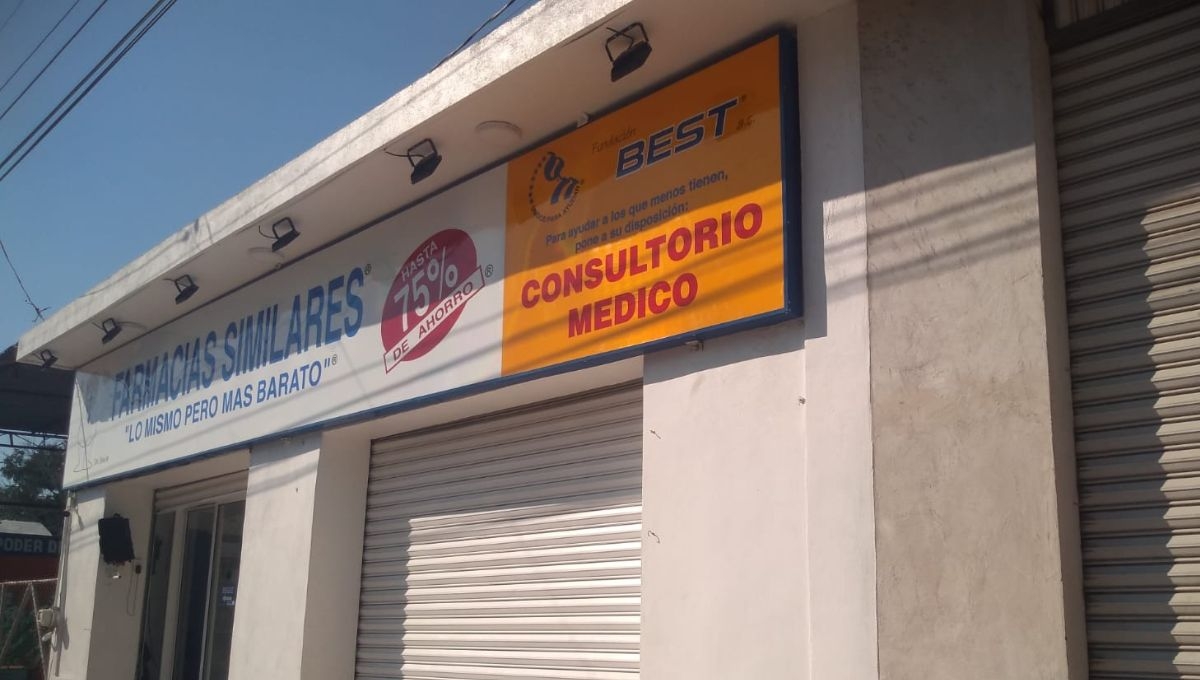 FARMACIAS SIMILARES®
"LO MISMO PERO MAS BARATO"®
HASTA
75%
DE AHORRO
®
Fundación
BEST®
A.C.
Para ayudar a los que menos tienen,
pone a su disposición:
CONSULTORIO
MEDICO
PODER D